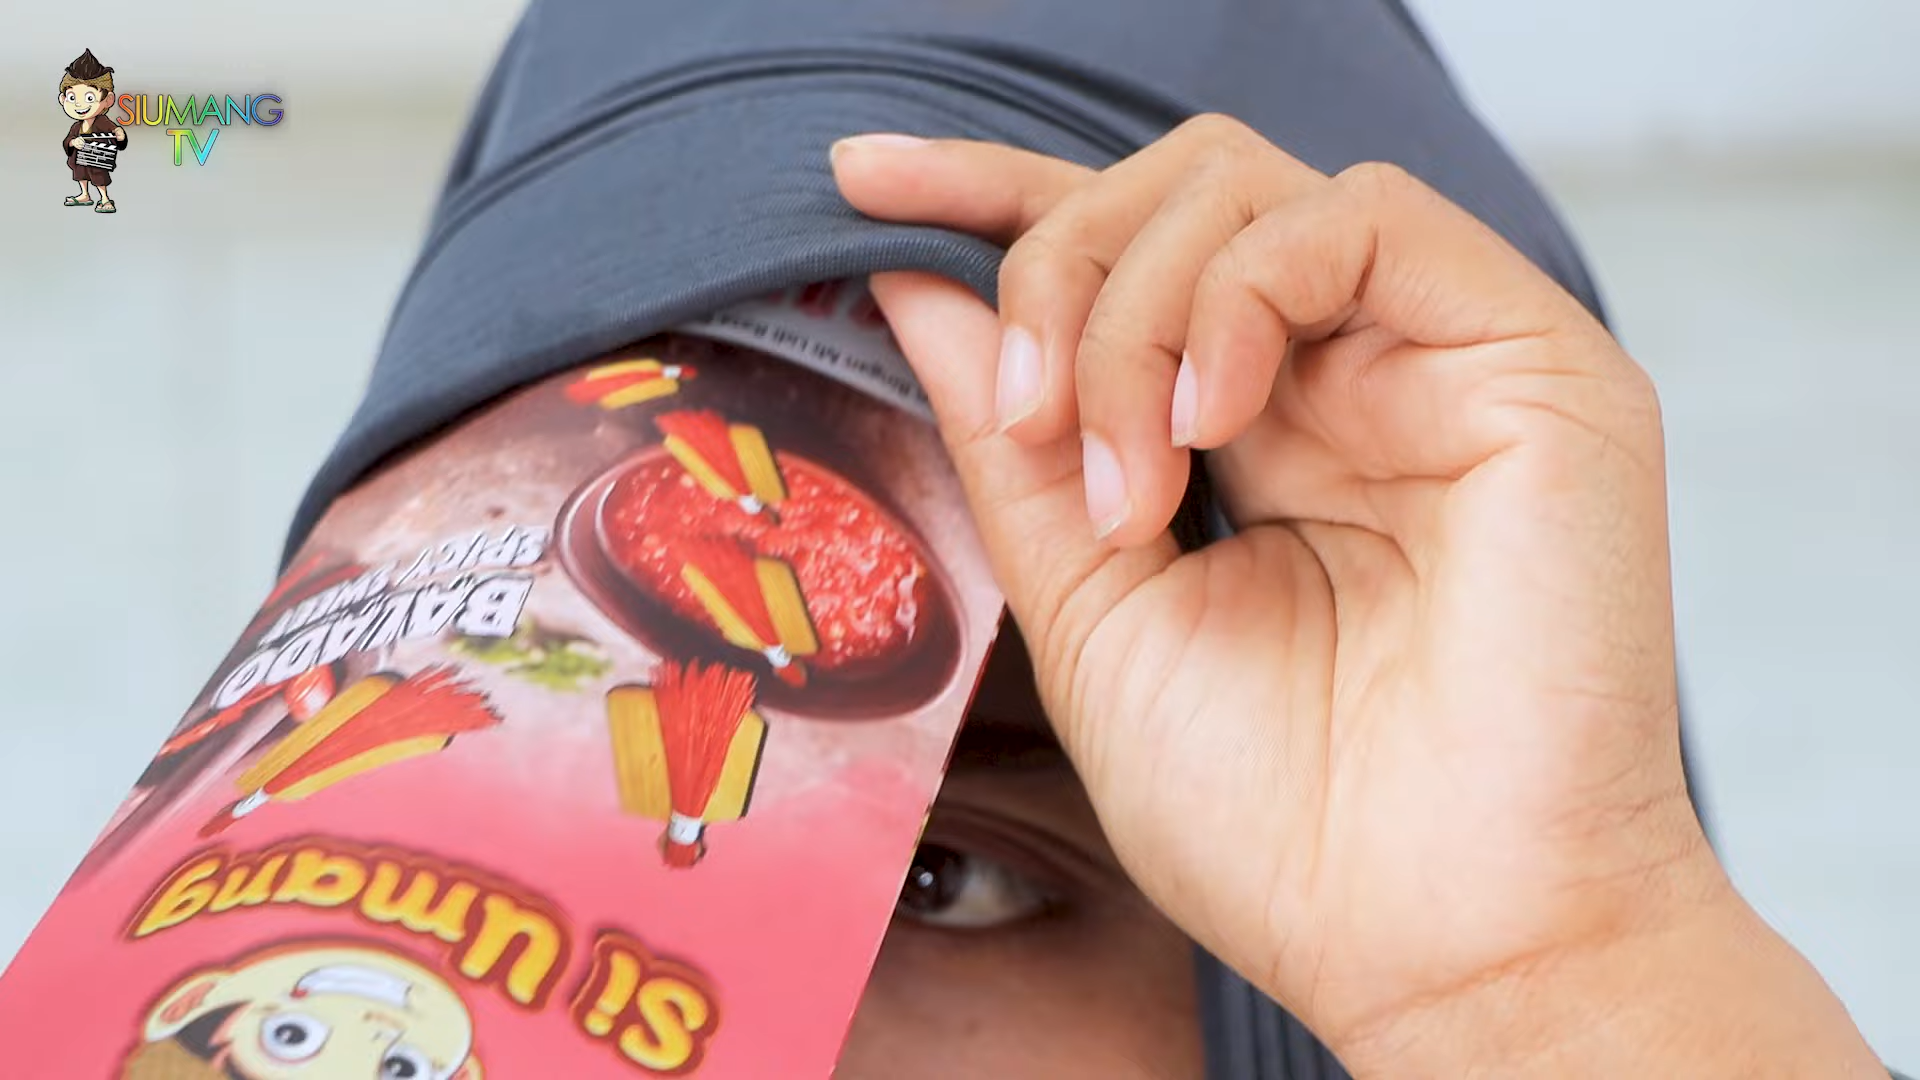 SIUMANG
TV
BALADO
SPICY SWEET
Si Umang